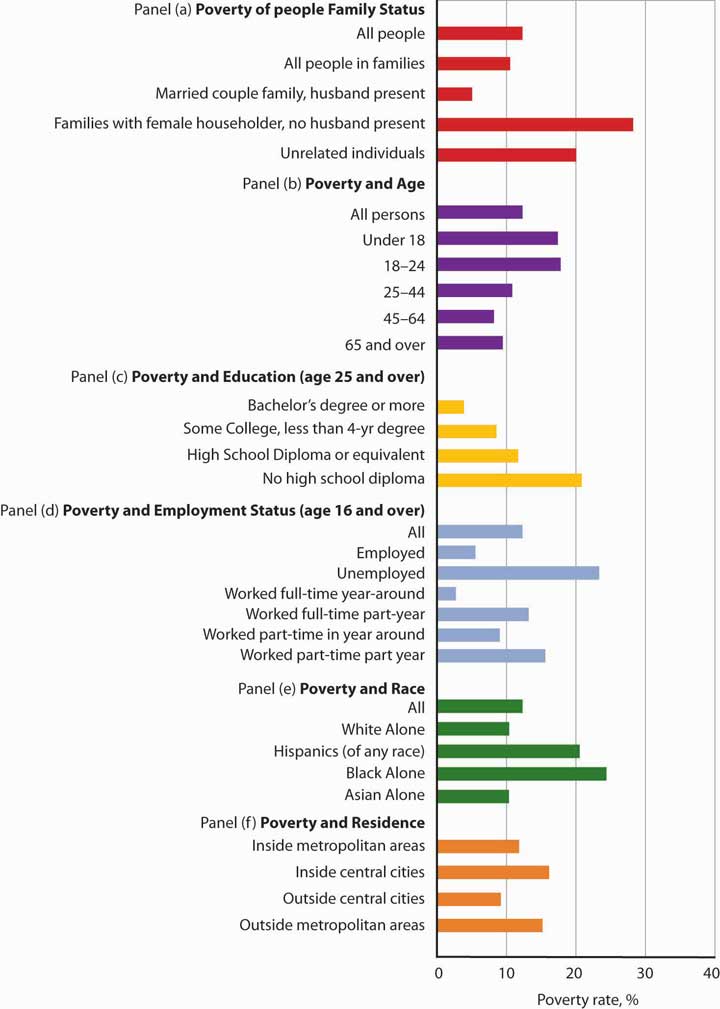 Panel (a) Poverty of people Family Status
All people
All people in families
Married couple family, husband present
Families with female householder, no husband present
Unrelated individuals
Panel (b) Poverty and Age
All persons
Under 18
18–24
25–44
45–64
65 and over
Panel (c) Poverty and Education (age 25 and over)
Bachelor’s degree or more
Some College, less than 4-yr degree
High School Diploma or equivalent
No high school diploma
Panel (d) Poverty and Employment Status (age 16 and over)
All
Employed
Unemployed
Worked full-time year-around
Worked full-time part-year
Worked part-time in year around
Worked part-time part year
Panel (e) Poverty and Race
All
White Alone
Hispanics (of any race)
Black Alone
Asian Alone
Panel (f) Poverty and Residence
Inside metropolitan areas
Inside central cities
Outside central cities
Outside metropolitan areas
0 10 20 30 40
Poverty rate, %